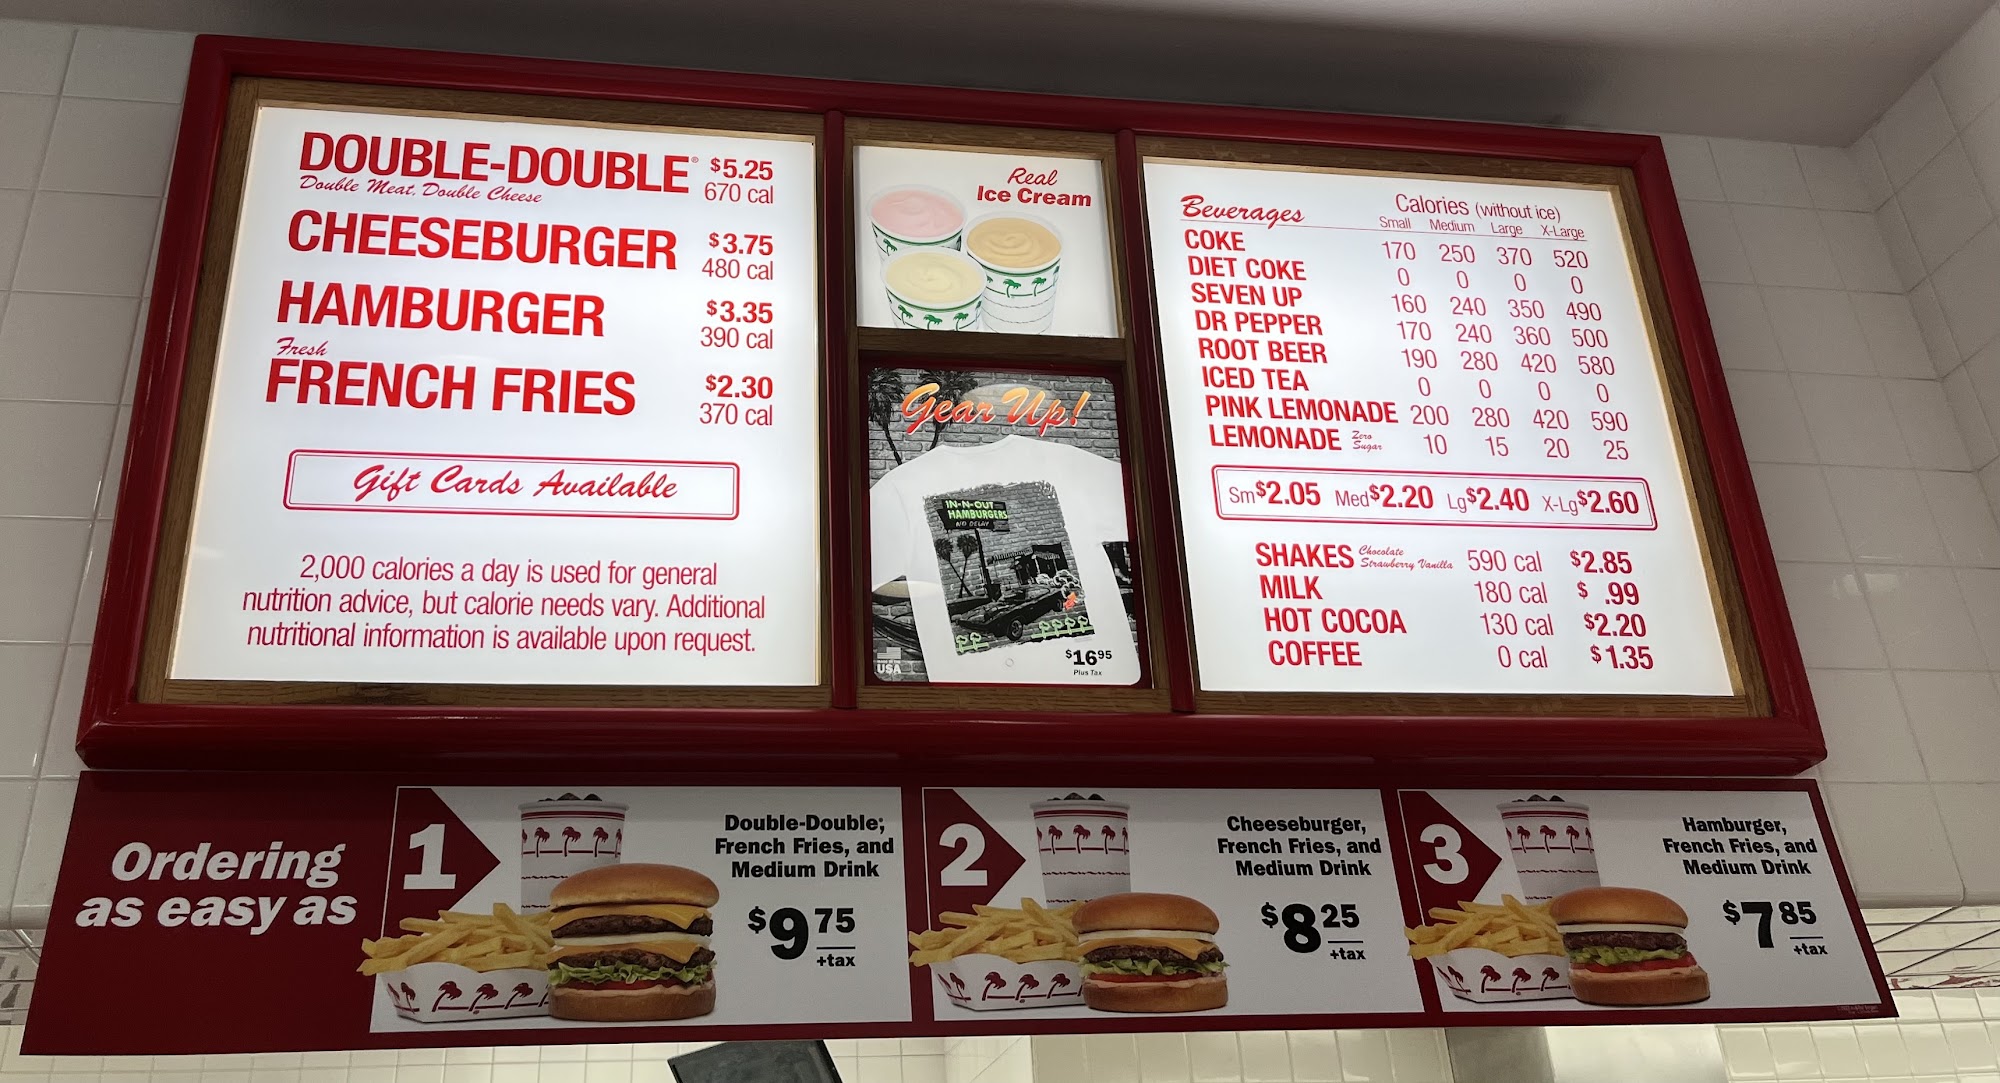 DOUBLE-DOUBLE® $5.25
Double Meat, Double Cheese 670 cal
CHEESEBURGER $3.75
480 cal
HAMBURGER $3.35
390 cal
Fresh
FRENCH FRIES $2.30
370 cal
Gift Cards Available
2,000 calories a day is used for general
nutrition advice, but calorie needs vary. Additional
nutritional information is available upon request.
Real
Ice Cream
Gear Up!
IN-N-OUT
HAMBURGERS
NO DELAY
MADE IN THE
USA
$16.95
Plus Tax
Beverages Calories (without ice)
Small Medium Large X-Large
COKE 170 250 370 520
DIET COKE 0 0 0 0
SEVEN UP 160 240 350 490
DR PEPPER 170 240 360 500
ROOT BEER 190 280 420 580
ICED TEA 0 0 0 0
PINK LEMONADE 200 280 420 590
LEMONADE Zero Sugar 10 15 20 25
Sm $2.05 Med $2.20 Lg $2.40 X-Lg $2.60
SHAKES Chocolate Strawberry Vanilla 590 cal $2.85
MILK 180 cal $ .99
HOT COCOA 130 cal $2.20
COFFEE 0 cal $1.35
Ordering
as easy as
1
Double-Double,
French Fries, and
Medium Drink
$9.75
+tax
2
Cheeseburger,
French Fries, and
Medium Drink
$8.25
+tax
3
Hamburger,
French Fries, and
Medium Drink
$7.85
+tax